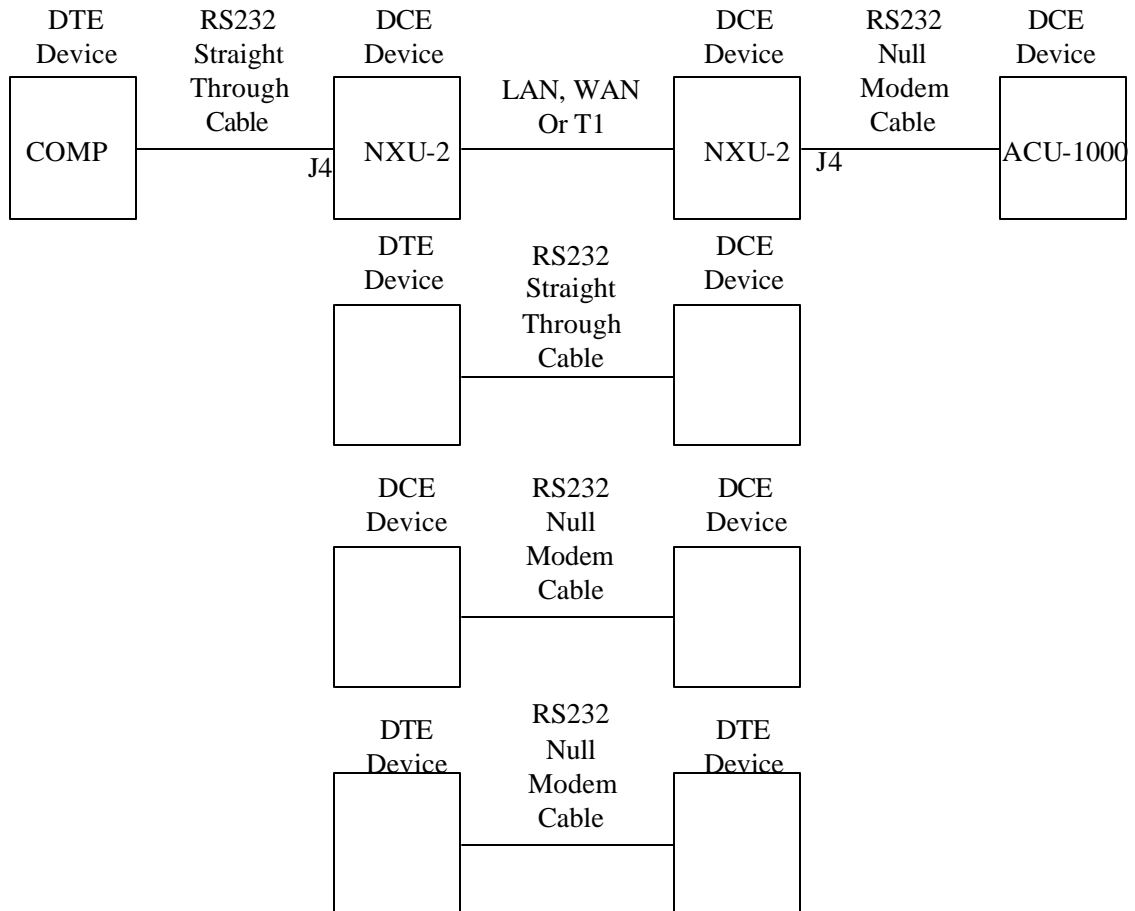 DTE
Device
RS232
Straight
Through
Cable
DCE
Device
LAN, WAN
Or T1
DCE
Device
RS232
Null
Modem
Cable
DCE
Device
COMP
J4
NXU-2
NXU-2
J4
ACU-1000
DTE
Device
RS232
Straight
Through
Cable
DCE
Device
DCE
Device
RS232
Null
Modem
Cable
DCE
Device
DTE
Device
RS232
Null
Modem
Cable
DTE
Device